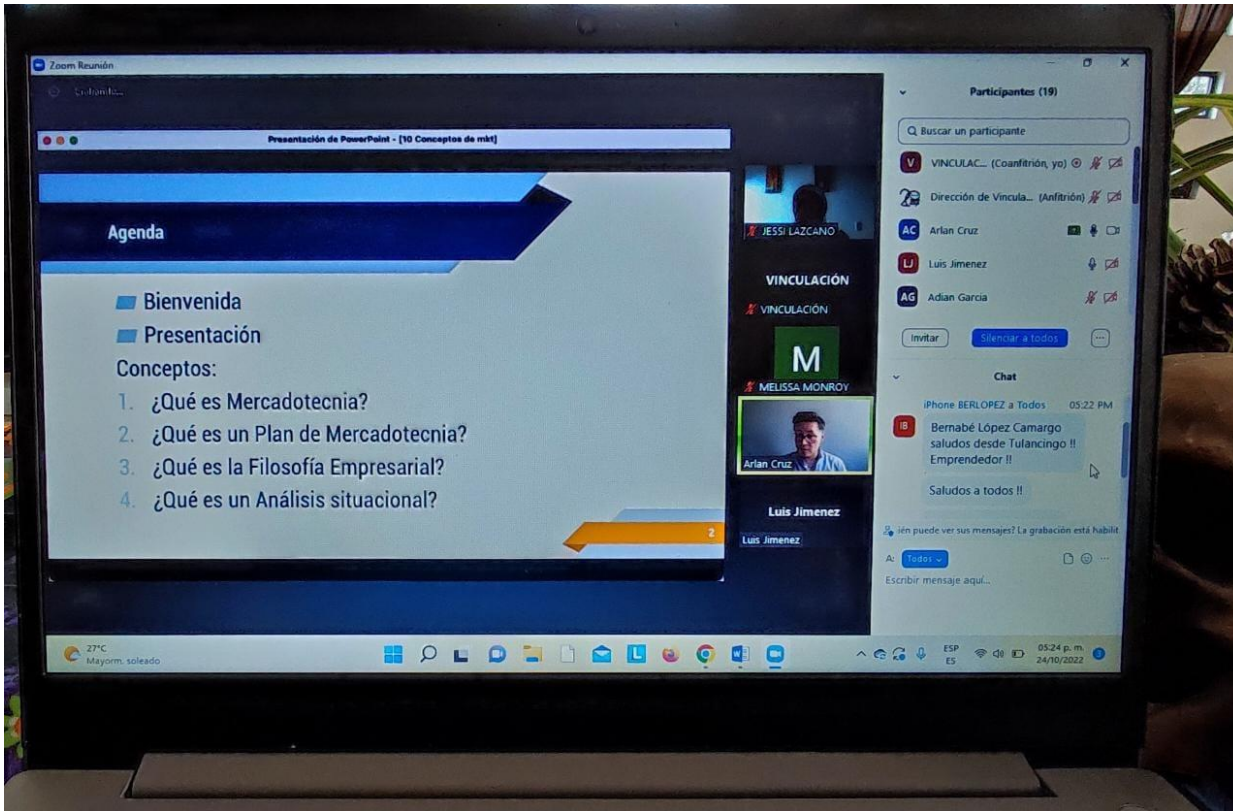 Zoom Reunión
Presentación de PowerPoint - [10 Conceptos de mkt]
Agenda
Bienvenida
Presentación
Conceptos:
1. ¿Qué es Mercadotecnia?
2. ¿Qué es un Plan de Mercadotecnia?
3. ¿Qué es la Filosofía Empresarial?
4. ¿Qué es un Análisis situacional?
2
JESSI LAZCANO
VINCULACIÓN
VINCULACIÓN
M
MELISSA MONROY
Arlan Cruz
Luis Jimenez
Luis Jimenez
Participantes (19)
Buscar un participante
V VINCULAC... (Coanfitrión, yo)
Dirección de Vincula... (Anfitrión)
AC Arlan Cruz
LJ Luis Jimenez
AG Adian Garcia
Invitar Silenciar a todos ...
Chat
iPhone BERLOPEZ a Todos 05:22 PM
IB Bernabé López Camargo
saludos desde Tulancingo !!
Emprendedor !!
Saludos a todos !!
ién puede ver sus mensajes? La grabación está habilit
A: Todos
Escribir mensaje aquí...
27°C
Mayorm. soleado
L
W
ESP
ES
05:24 p. m.
24/10/2022
3